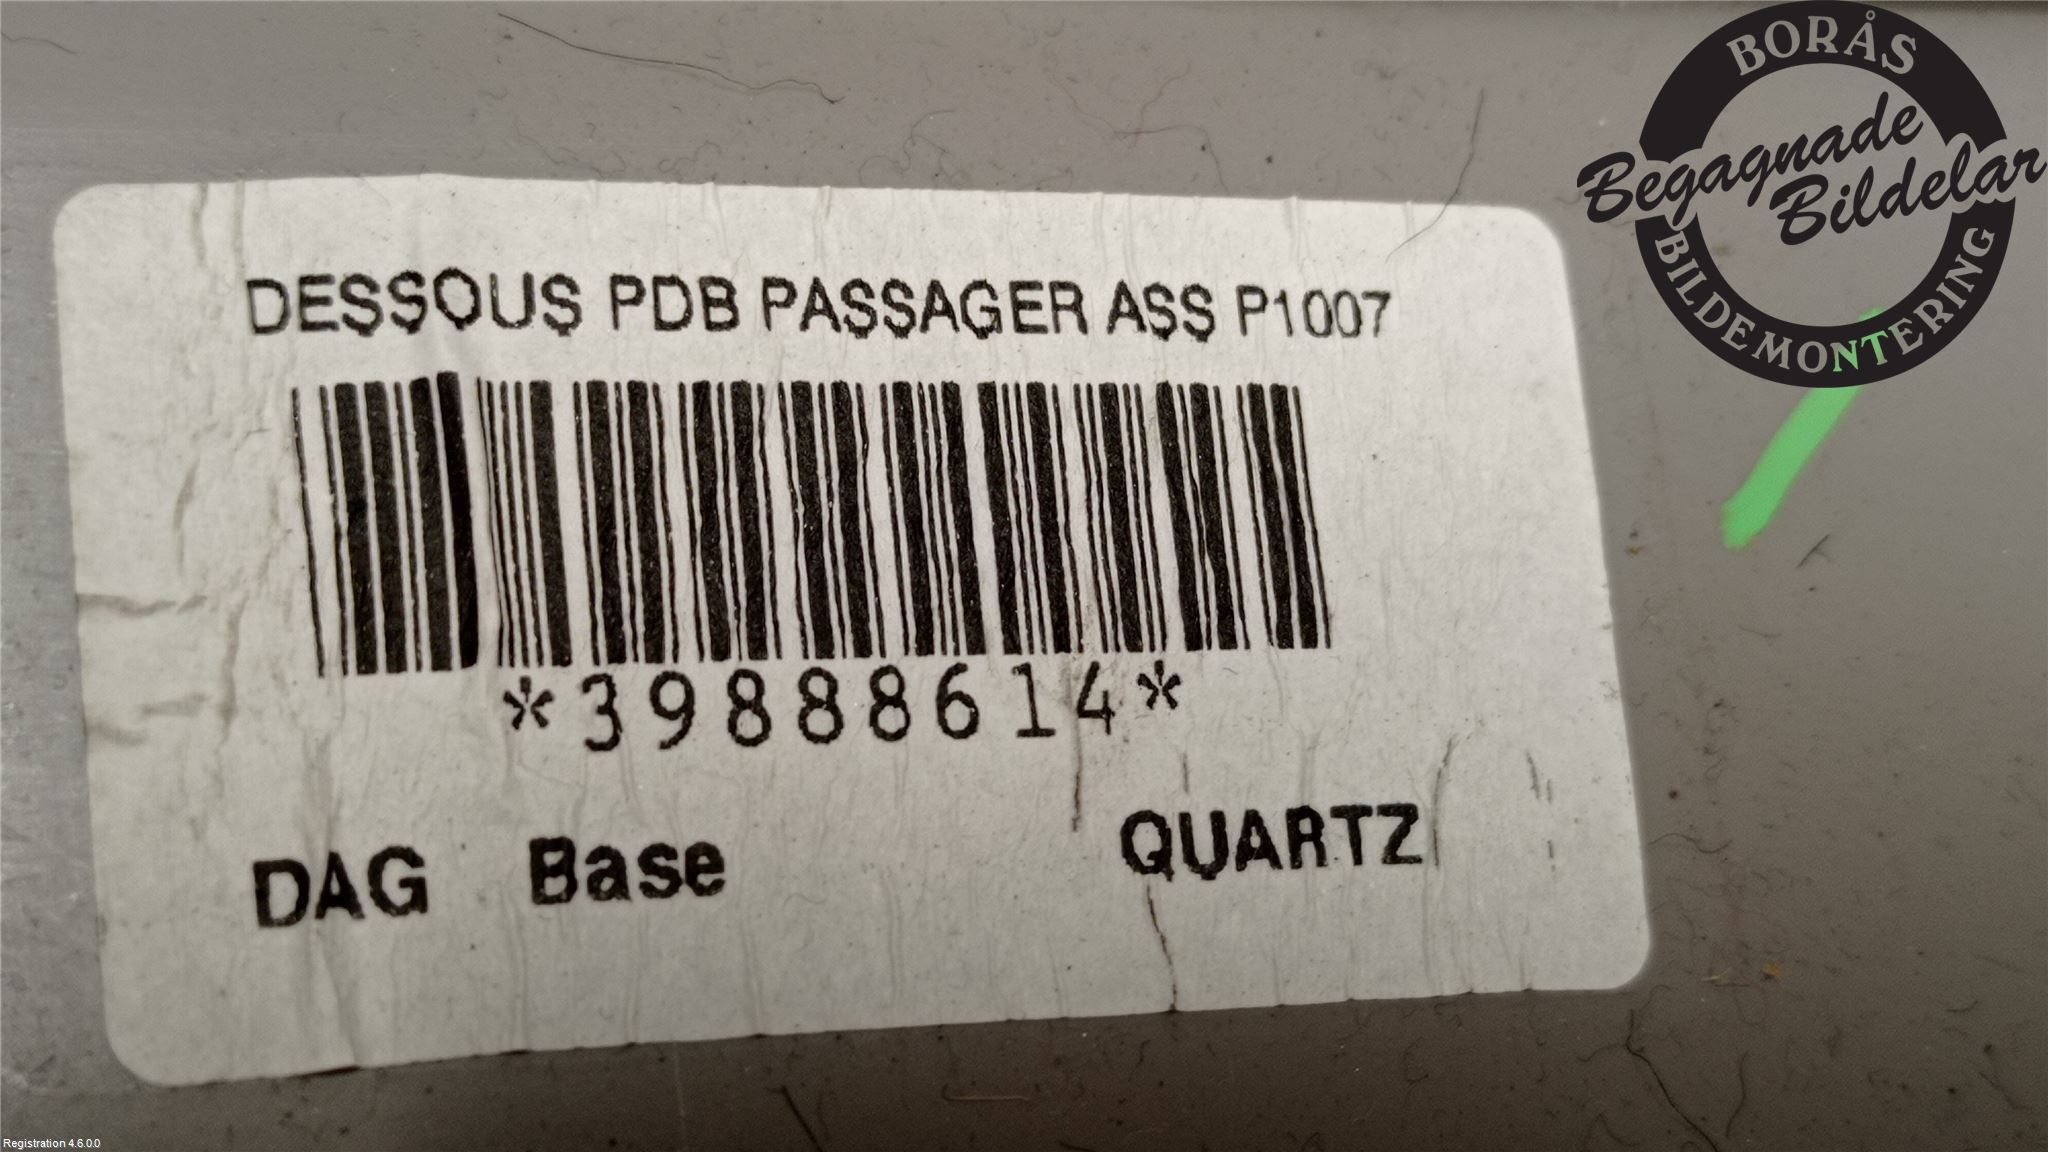 BORÅS
Begagnade
Bildelar
BILDEMONTERING
DESSOUS PDB PASSAGER ASS P1007
*39888614*
DAG Base QUARTZ
Registration 4.6.0.0